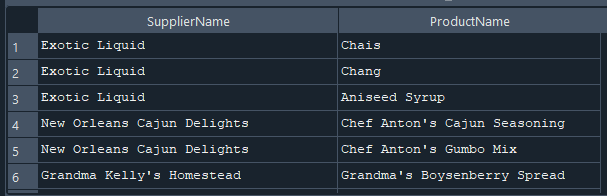 SupplierName ProductName
1 Exotic Liquid Chais
2 Exotic Liquid Chang
3 Exotic Liquid Aniseed Syrup
4 New Orleans Cajun Delights Chef Anton's Cajun Seasoning
5 New Orleans Cajun Delights Chef Anton's Gumbo Mix
6 Grandma Kelly's Homestead Grandma's Boysenberry Spread